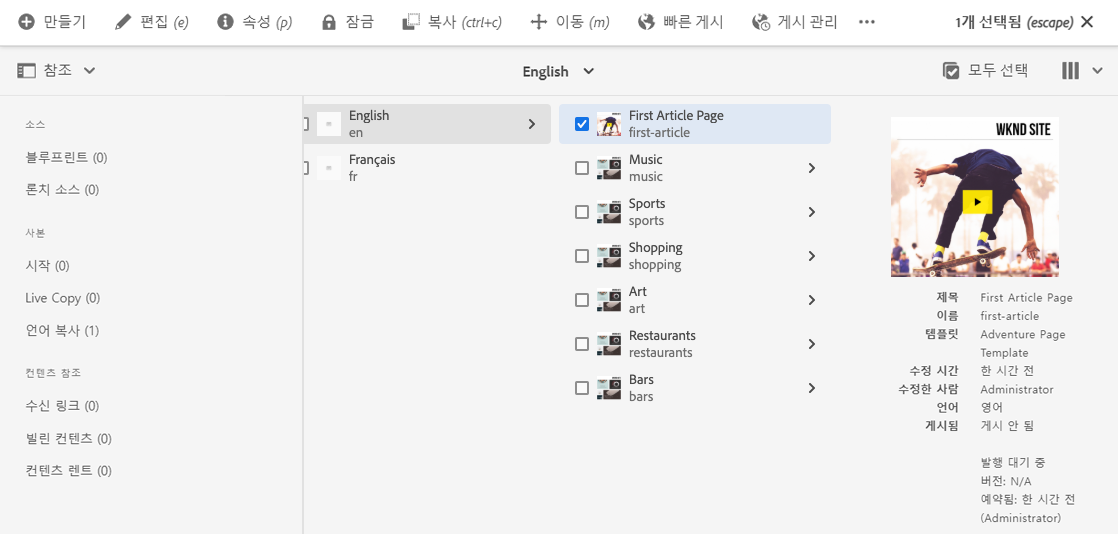 만들기 편집 (e) 속성 (p) 잠금 복사 (ctrl+c) 이동 (m) 빠른 게시 게시 관리 1개 선택됨 (escape)
참조 English 모두 선택
소스
블루프린트 (0)
론치 소스 (0)
사본
시작 (0)
Live Copy (0)
언어 복사 (1)
컨텐츠 참조
수신 링크 (0)
빌린 컨텐츠 (0)
컨텐츠 렌트 (0)
English
en
Français
fr
First Article Page
first-article
Music
music
Sports
sports
Shopping
shopping
Art
art
Restaurants
restaurants
Bars
bars
WKND SITE
제목 First Article Page
이름 first-article
템플릿 Adventure Page
Template
수정 시간 한 시간 전
수정한 사람 Administrator
언어 영어
게시됨 게시 안 됨
발행 대기 중
버전: N/A
예약됨: 한 시간 전
(Administrator)